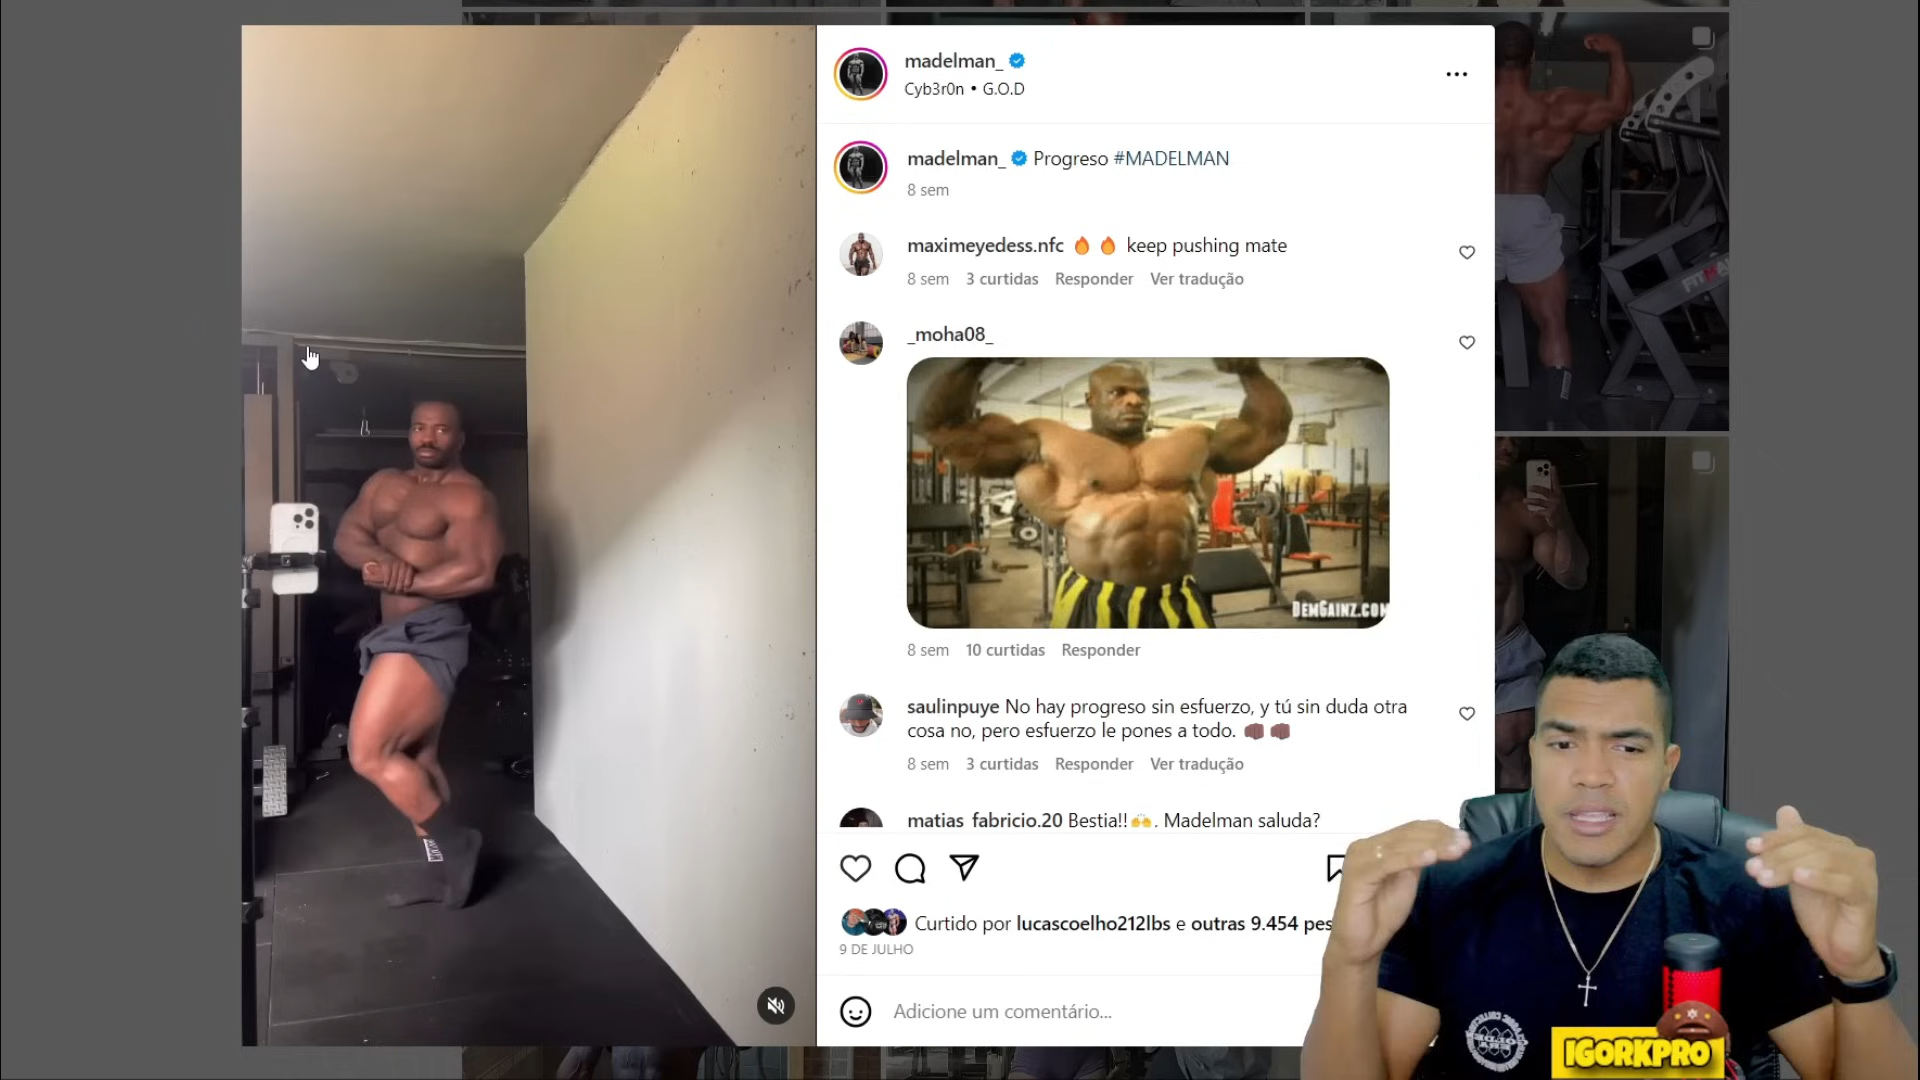 madelman_
Cyb3r0n • G.O.D
madelman_ Progreso #MADELMAN
8 sem
maximeyedess.nfc 🔥 🔥 keep pushing mate
8 sem 3 curtidas Responder Ver tradução
_moha08_
DEMGAINZ.COM
8 sem 10 curtidas Responder
saulinpuye No hay progreso sin esfuerzo, y tú sin duda otra
cosa no, pero esfuerzo le pones a todo. 👊🏿 👊🏿
8 sem 3 curtidas Responder Ver tradução
matias_fabricio.20 Bestia!! 🙌. Madelman saluda?
Curtido por lucascoelho212lbs e outras 9.454 pes
9 DE JULHO
Adicione um comentário...
IGORKPRO